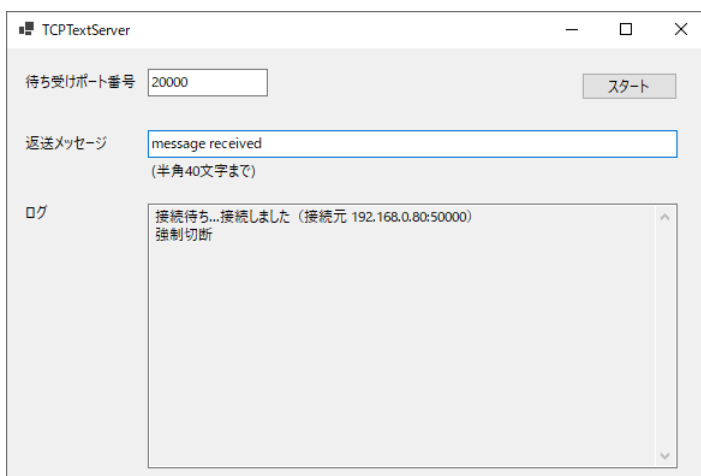 TCPTextServer
待ち受けポート番号 20000 スタート
返送メッセージ message received
(半角40文字まで)
ログ 接続待ち...接続しました（接続元 192.168.0.80:50000）
強制切断